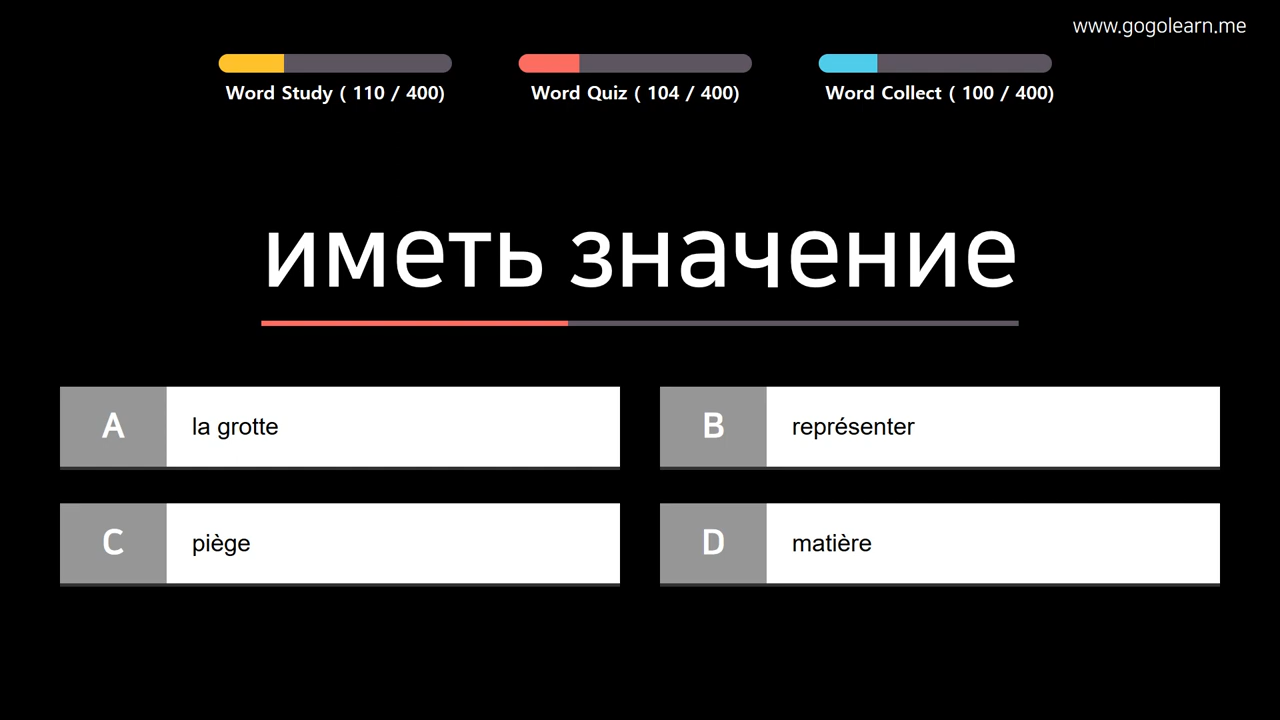 www.gogolearn.me
Word Study ( 110 / 400)
Word Quiz ( 104 / 400)
Word Collect ( 100 / 400)
иметь значение
A la grotte
B représenter
C piège
D matière